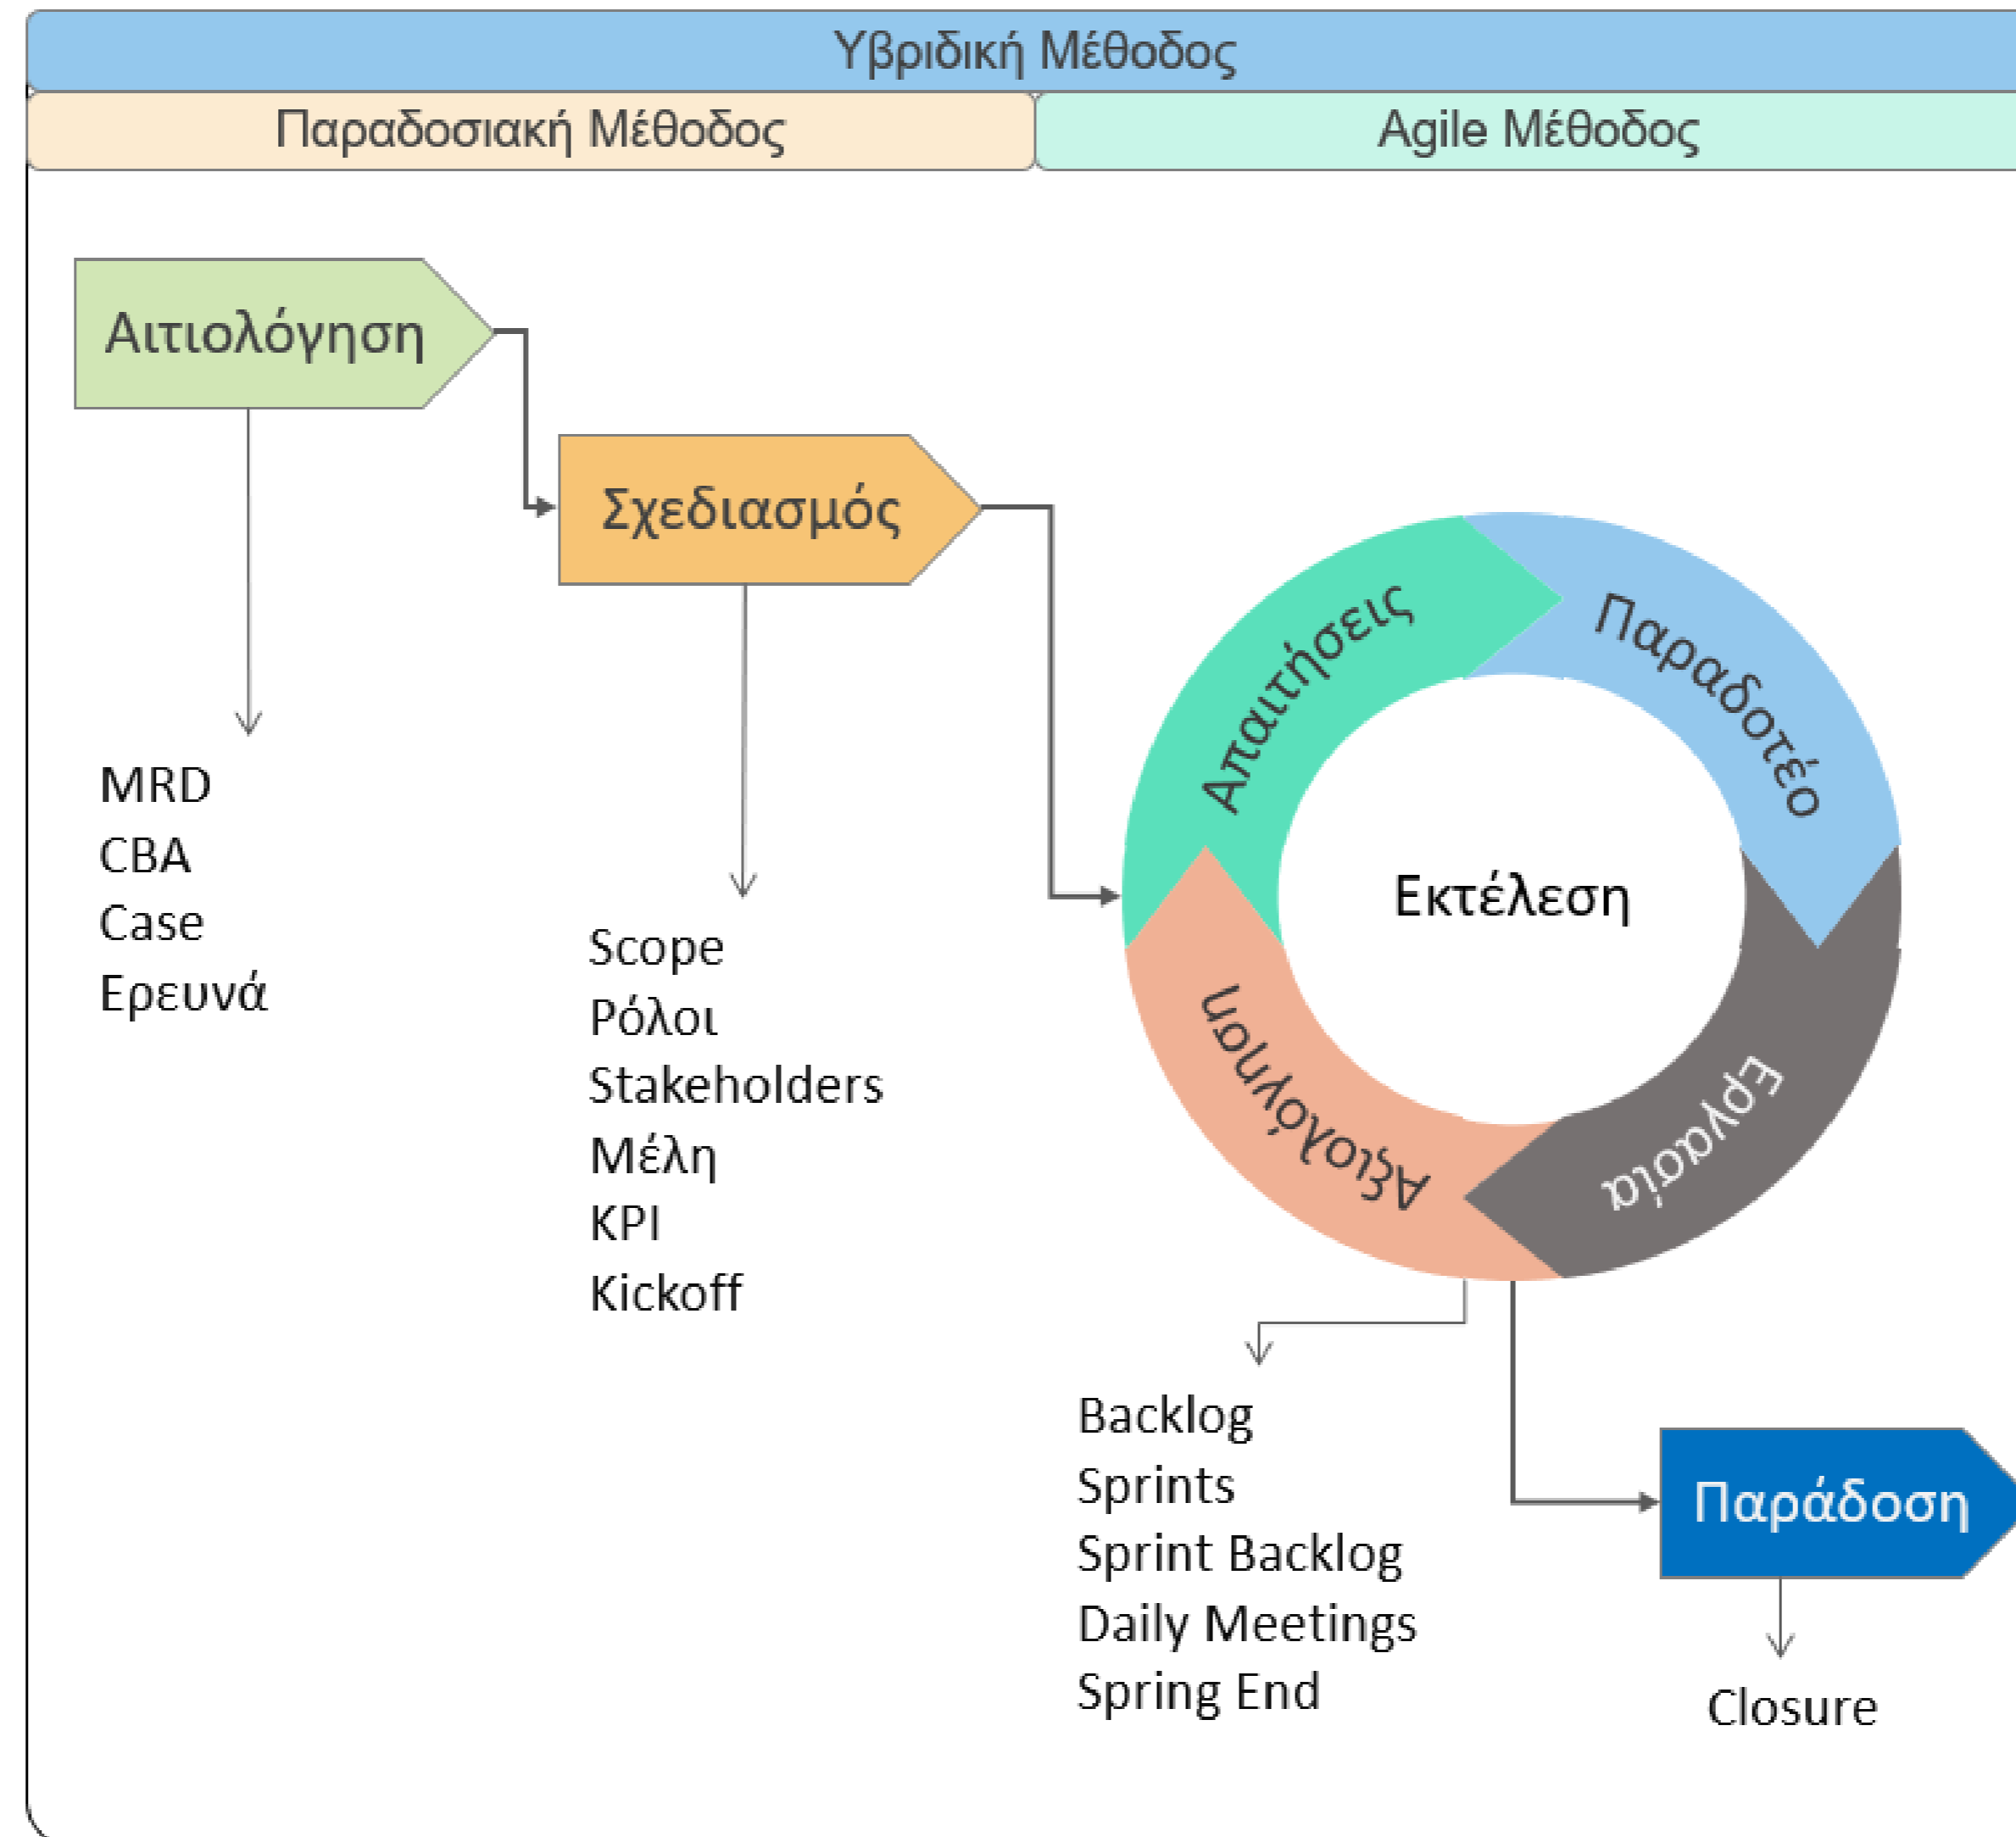 Υβριδική Μέθοδος
Παραδοσιακή Μέθοδος
Agile Μέθοδος
Αιτιολόγηση
Σχεδιασμός
MRD
CBA
Case
Ερευνά
Scope
Ρόλοι
Stakeholders
Μέλη
KPI
Kickoff
Απαιτήσεις
Παραδοτέο
Εργασία
Αξιολόγηση
Εκτέλεση
Backlog
Sprints
Sprint Backlog
Daily Meetings
Spring End
Παράδοση
Closure